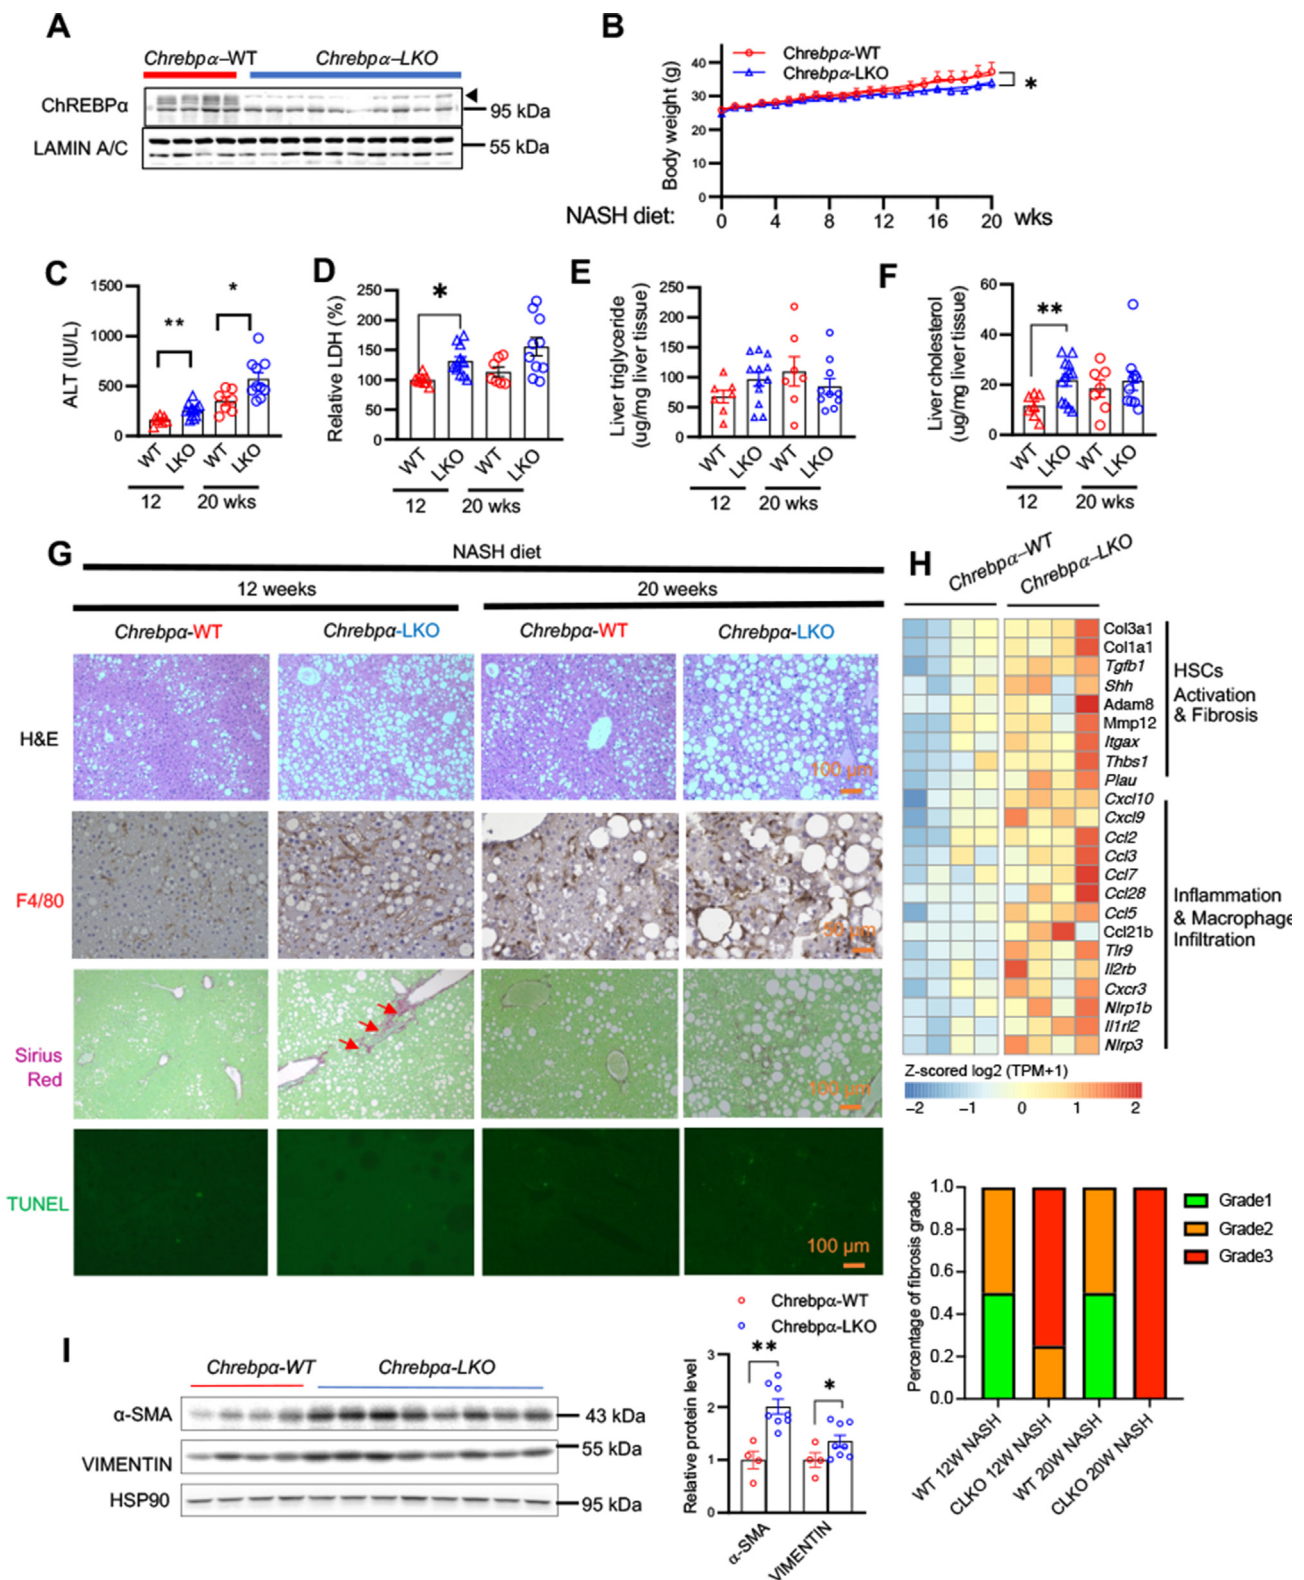 A
Chrebpα–WT
Chrebpα–LKO
ChREBPα
95 kDa
LAMIN A/C
55 kDa
B
Chrebpα-WT
Chrebpα-LKO
Body weight (g)
40
30
20
10
0
*
NASH diet:
0 4 8 12 16 20 wks
C
ALT (IU/L)
1500
1000
500
0
**
*
WT LKO WT LKO
12 20 wks
D
Relative LDH (%)
250
200
150
100
50
0
*
WT LKO WT LKO
12 20 wks
E
Liver triglyceride
(ug/mg liver tissue)
250
200
150
100
50
0
WT LKO WT LKO
12 20 wks
F
Liver cholesterol
(ug/mg liver tissue)
60
40
20
0
**
WT LKO WT LKO
12 20 wks
G
NASH diet
12 weeks 20 weeks
Chrebpα-WT Chrebpα-LKO Chrebpα-WT Chrebpα-LKO
H&E
100 μm
F4/80
50 μm
Sirius
Red
100 μm
TUNEL
100 μm
H
Chrebpα–WT
Chrebpα–LKO
Col3a1
Col1a1
Tgfb1
Shh
Adam8
Mmp12
Itgax
Thbs1
Plau
Cxcl10
Cxcl9
Ccl2
Ccl3
Ccl7
Ccl28
Ccl5
Ccl21b
Tlr9
Il2rb
Cxcr3
Nlrp1b
Il1rl2
Nlrp3
HSCs
Activation
& Fibrosis
Inflammation
& Macrophage
Infiltration
Z-scored log2 (TPM+1)
−2 −1 0 1 2
Percentage of fibrosis grade
1.0
0.8
0.6
0.4
0.2
0.0
Grade1
Grade2
Grade3
WT 12W NASH
CLKO 12W NASH
WT 20W NASH
CLKO 20W NASH
I
Chrebpα-WT
Chrebpα-LKO
α-SMA
43 kDa
VIMENTIN
55 kDa
HSP90
95 kDa
Chrebpα-WT
Chrebpα-LKO
Relative protein level
3
2
1
0
**
*
α-SMA
VIMENTIN